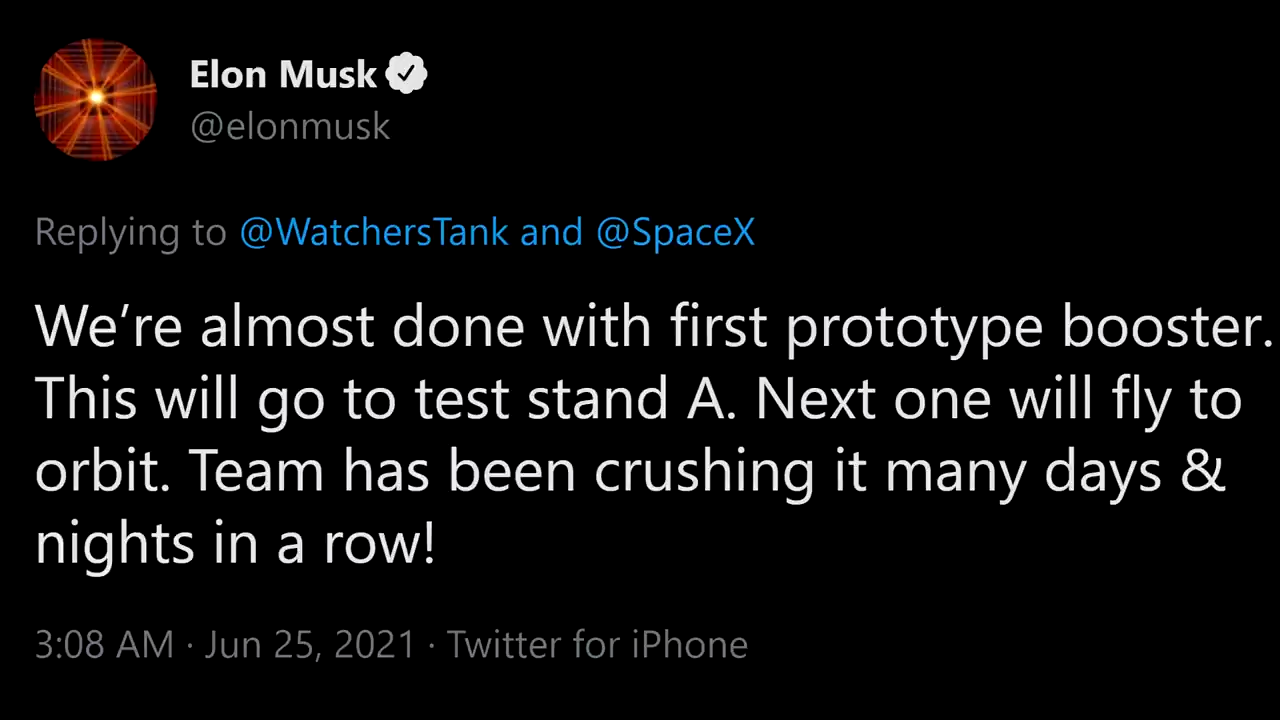 Elon Musk
@elonmusk
Replying to @WatchersTank and @SpaceX
We’re almost done with first prototype booster.
This will go to test stand A. Next one will fly to
orbit. Team has been crushing it many days &
nights in a row!
3:08 AM · Jun 25, 2021 · Twitter for iPhone